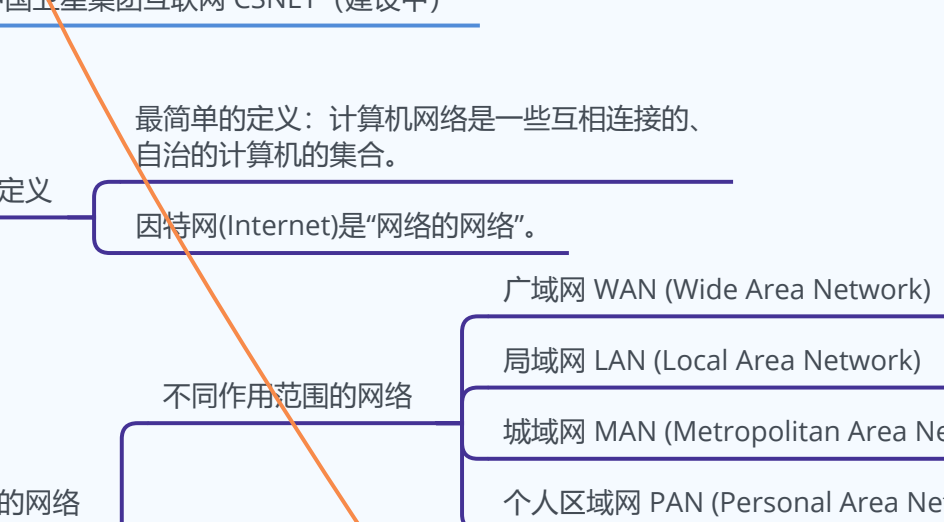 国卫星集团互联网 CSNET（建设中）
最简单的定义：计算机网络是一些互相连接的、
自治的计算机的集合。
定义
因特网(Internet)是“网络的网络”。
广域网 WAN (Wide Area Network)
局域网 LAN (Local Area Network)
不同作用范围的网络
城域网 MAN (Metropolitan Area Ne
个人区域网 PAN (Personal Area Ne
的网络